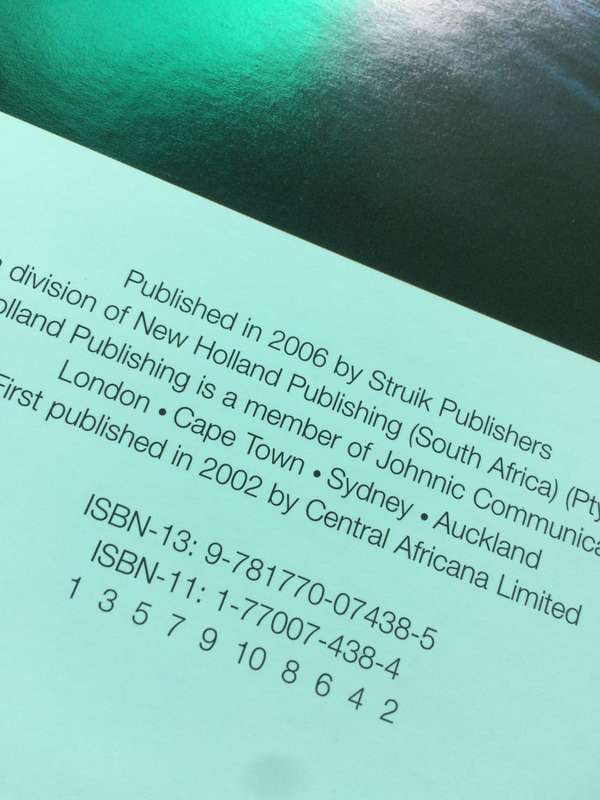 Published in 2006 by Struik Publishers
division of New Holland Publishing (South Africa) (Pty
Publishing is a member of Johnnic
London • Cape Town • Sydney • Auckland
First published in 2002 by Central Africana Limited
ISBN-13: 9-781770-07438-5
ISBN-11: 1-77007-438-4
1 3 5 7 9 10 8 6 4 2